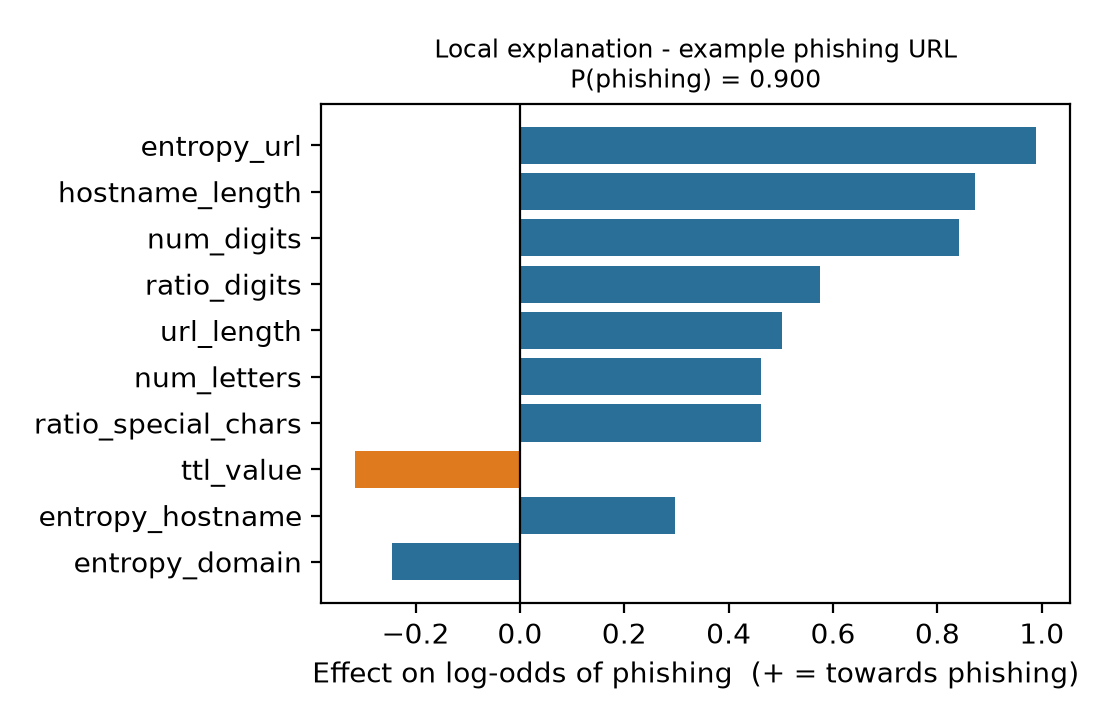 Local explanation - example phishing URL
P(phishing) = 0.900
entropy_url
hostname_length
num_digits
ratio_digits
url_length
num_letters
ratio_special_chars
ttl_value
entropy_hostname
entropy_domain
−0.2 0.0 0.2 0.4 0.6 0.8 1.0
Effect on log-odds of phishing  (+ = towards phishing)